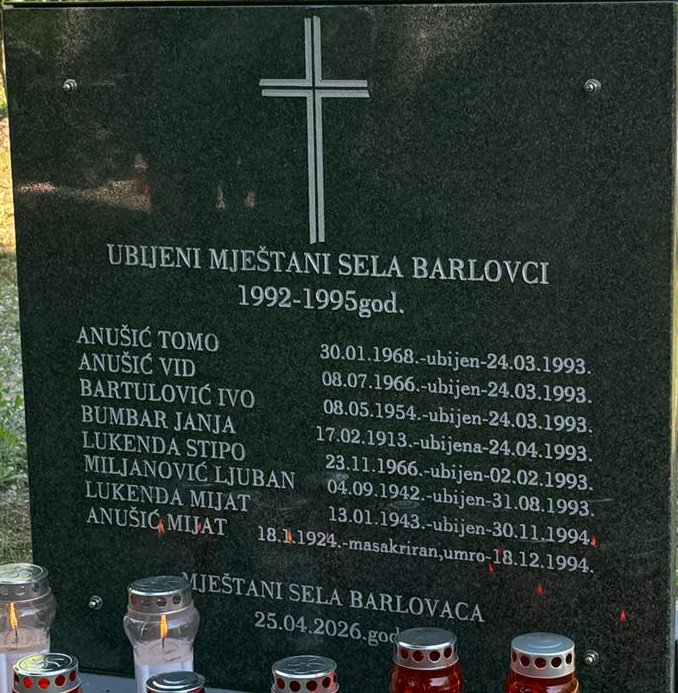 UBIJENI MJEŠTANI SELA BARLOVCI
1992-1995god.
ANUŠIĆ TOMO 30.01.1968.-ubijen-24.03.1993.
ANUŠIĆ VID 08.07.1966.-ubijen-24.03.1993.
BARTULOVIĆ IVO 08.05.1954.-ubijen-24.03.1993.
BUMBAR JANJA 17.02.1913.-ubijena-24.04.1993.
LUKENDA STIPO 23.11.1966.-ubijen-02.02.1993.
MILJANOVIĆ LJUBAN 04.09.1942.-ubijen-31.08.1993.
LUKENDA MIJAT 13.01.1943.-ubijen-30.11.1994.
ANUŠIĆ MIJAT 18.1.1924.-masakriran,umro-18.12.1994.
MJEŠTANI SELA BARLOVACA
25.04.2026.god